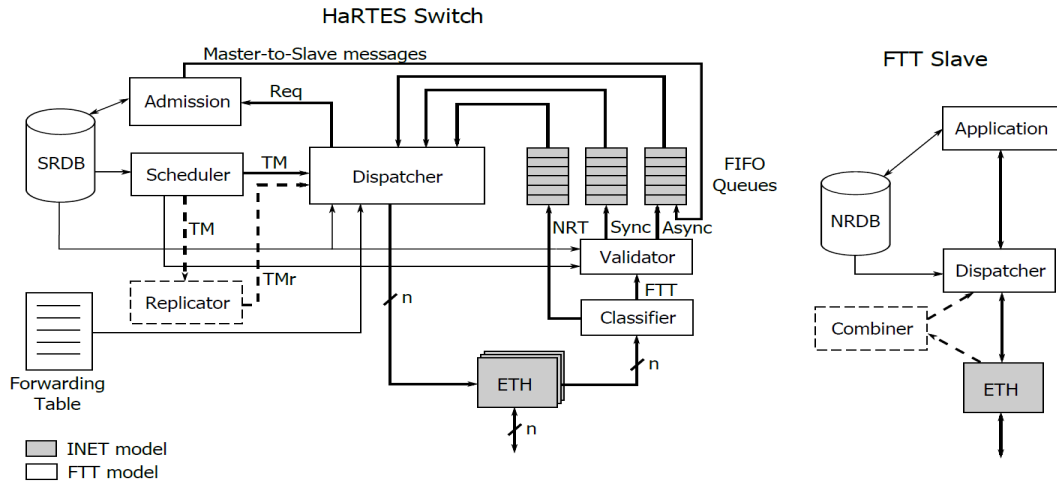 HaRTES Switch
Master-to-Slave messages
FTT Slave
Req
Admission
Application
SRDB
TM
Scheduler
Dispatcher
FIFO
Queues
NRDB
TM
NRT
Sync
Async
Validator
TMr
Dispatcher
Replicator
n
FTT
Classifier
Combiner
n
Forwarding
Table
ETH
ETH
n
INET model
FTT model